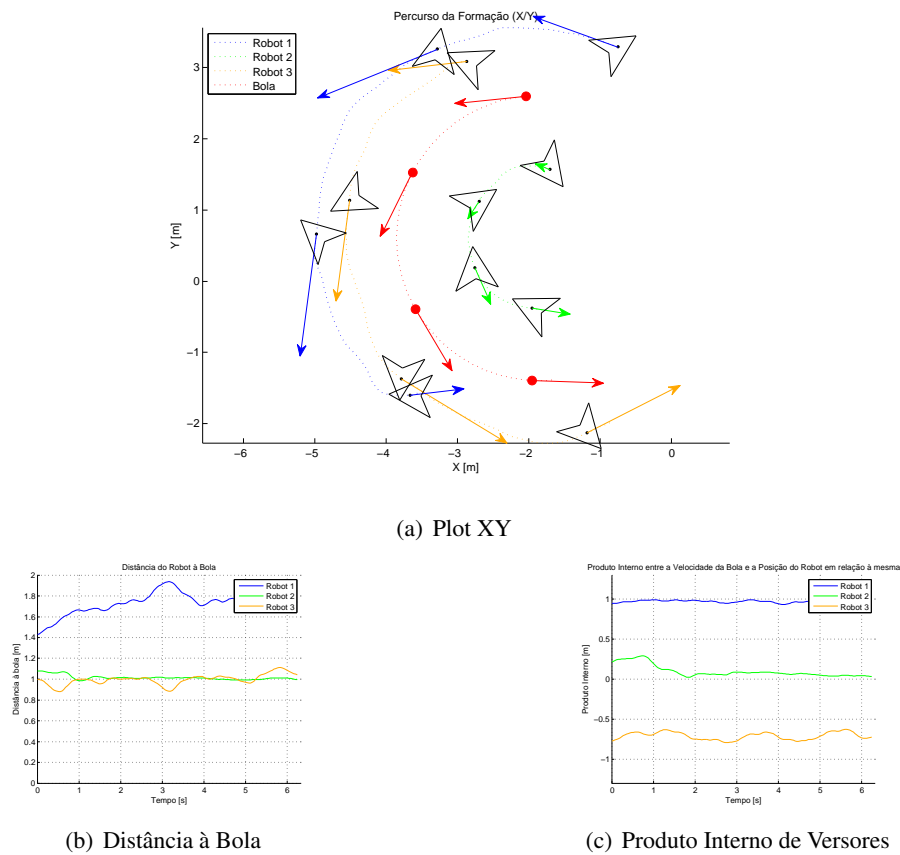 Percurso da Formação (X/Y)
Robot 1
Robot 2
Robot 3
Bola
3
2
1
0
−1
−2
Y [m]
−6 −5 −4 −3 −2 −1 0
X [m]
(a) Plot XY
Distância do Robot à Bola
Robot 1
Robot 2
Robot 3
2
1.8
1.6
1.4
1.2
1
0.8
0.6
0.4
0.2
0
Distância à bola [m]
0 1 2 3 4 5 6
Tempo [s]
(b) Distância à Bola
Produto Interno entre a Velocidade da Bola e a Posição do Robot em relação à mesma
Robot 1
Robot 2
Robot 3
1
0.5
0
−0.5
−1
Produto Interno [m]
0 1 2 3 4 5 6
Tempo [s]
(c) Produto Interno de Versores